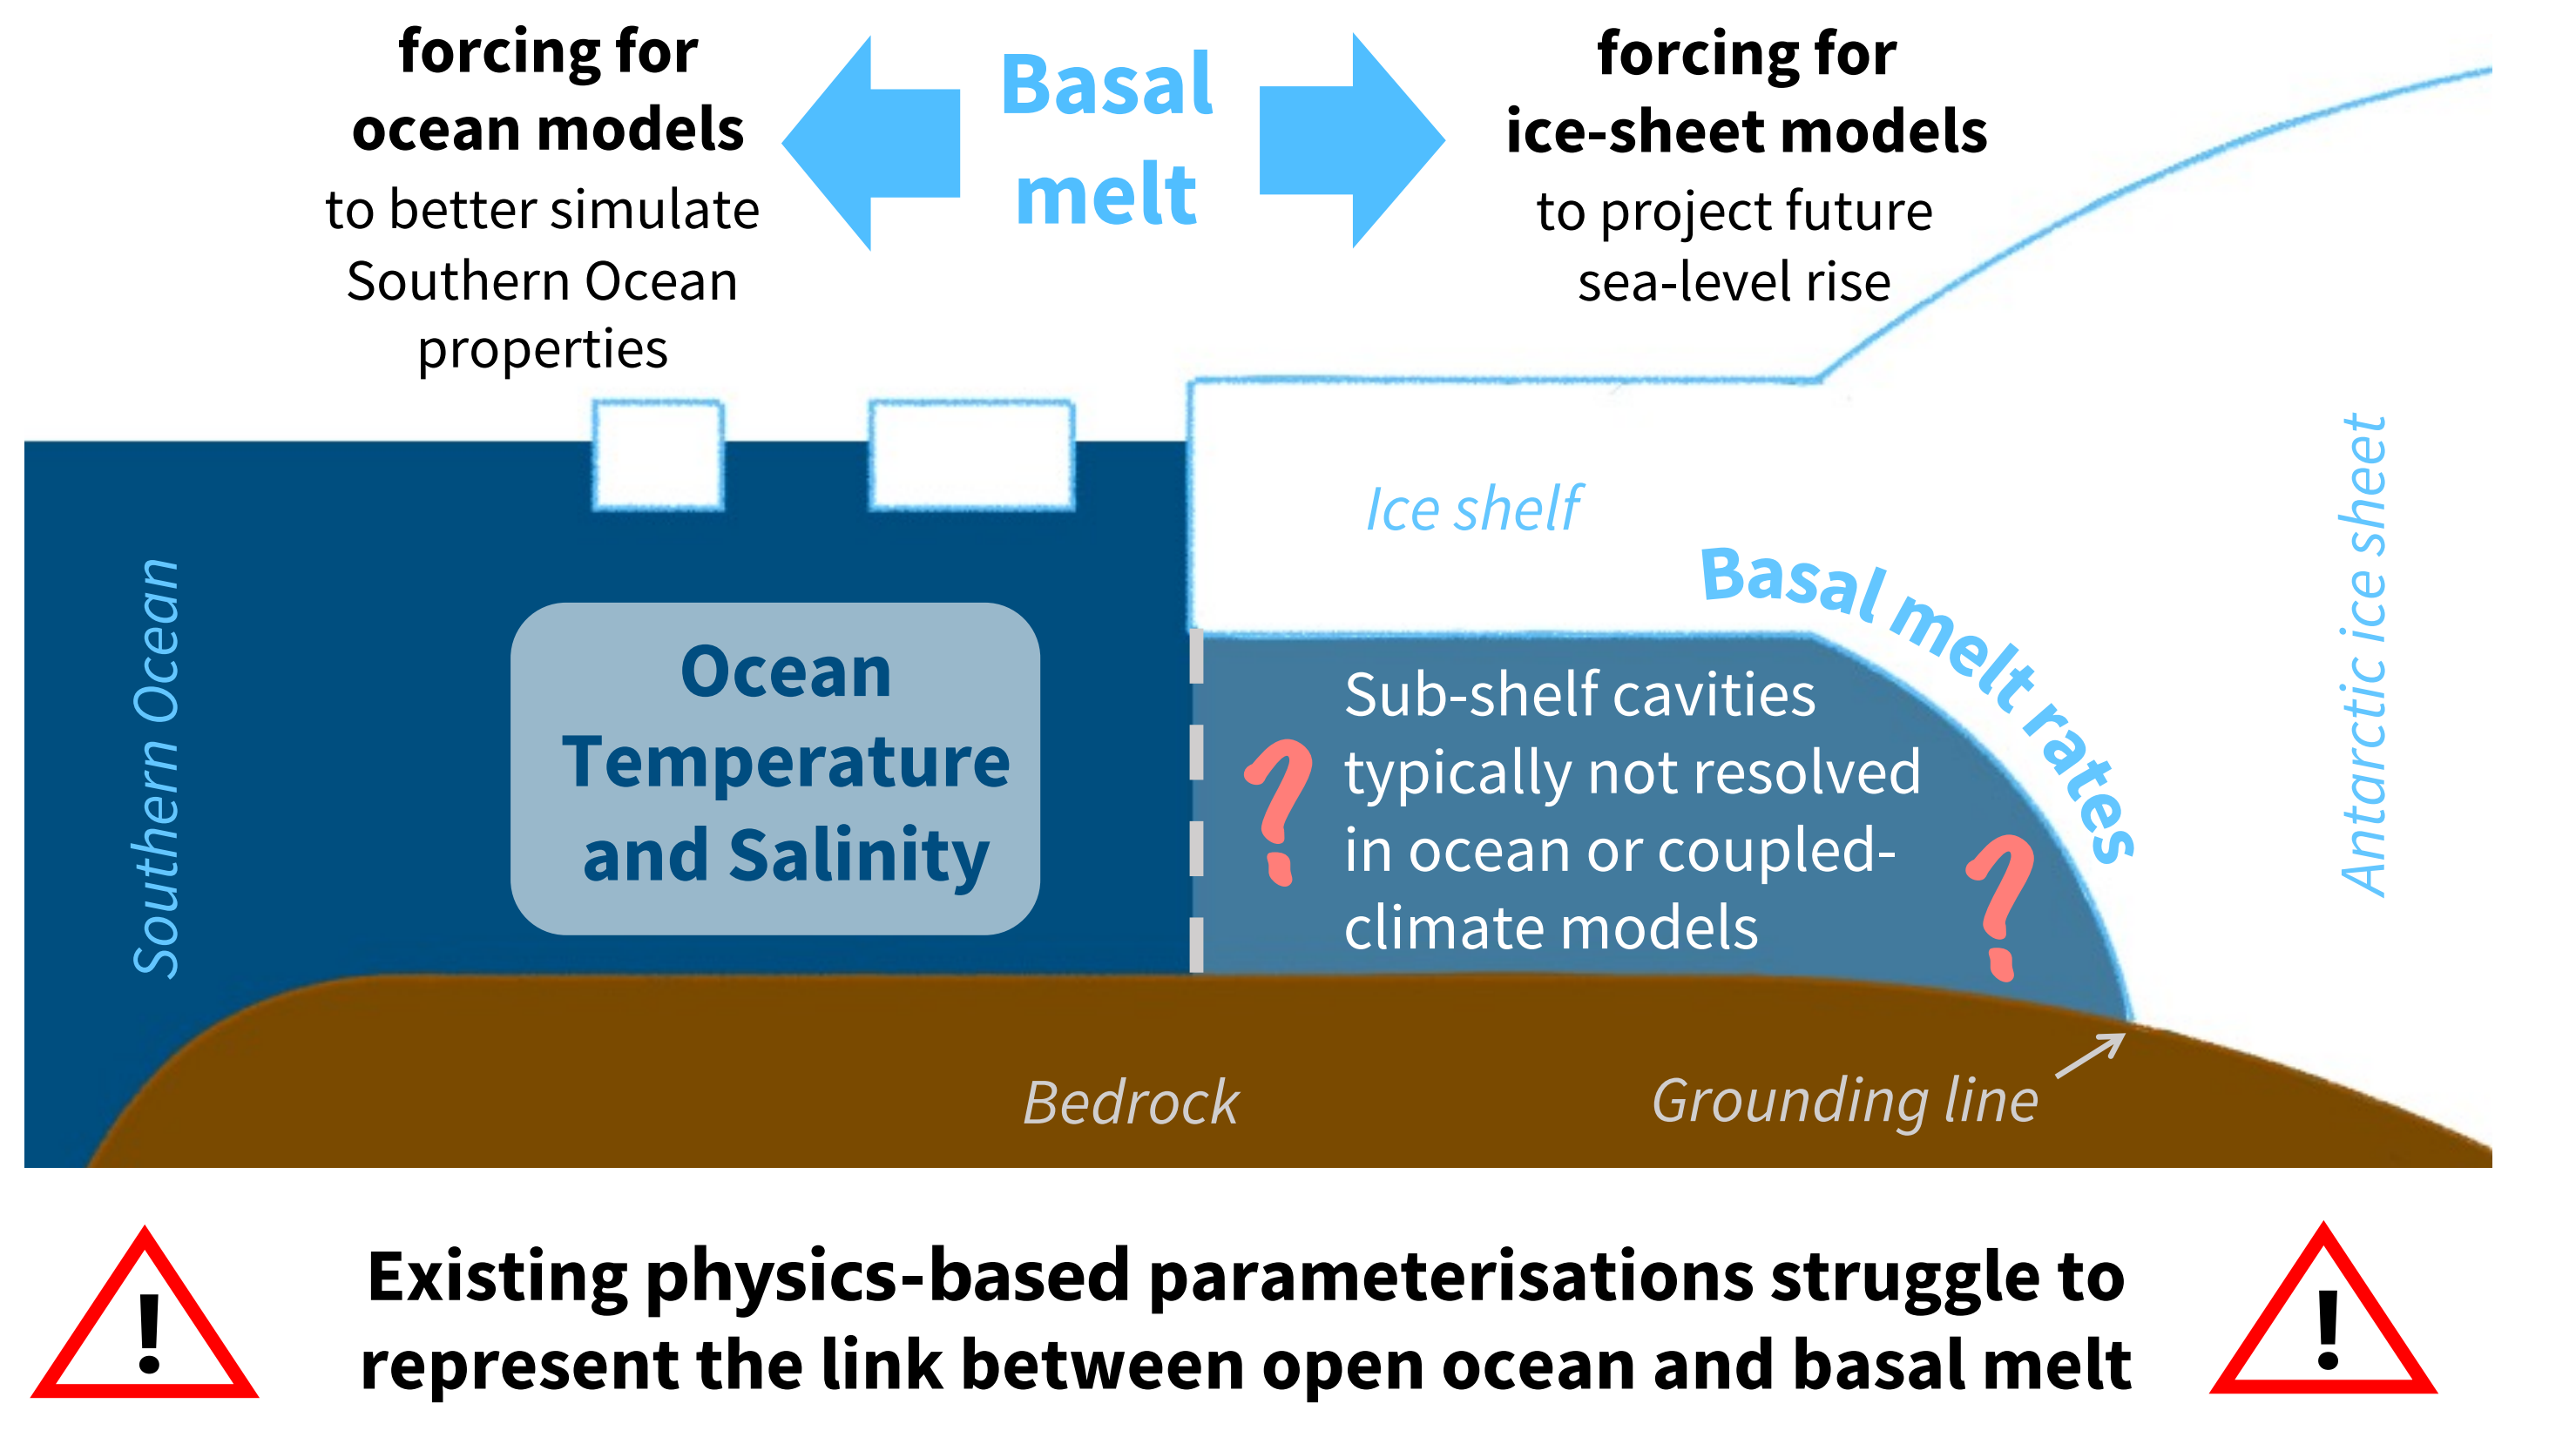 forcing for
ocean models
to better simulate
Southern Ocean
properties
Basal
melt
forcing for
ice-sheet models
to project future
sea-level rise
Southern Ocean
Ocean
Temperature
and Salinity
Ice shelf
Basal melt rates
Antarctic ice sheet
?
Sub-shelf cavities
typically not resolved
in ocean or coupled-
climate models
?
Bedrock
Grounding line
!
Existing physics-based parameterisations struggle to
represent the link between open ocean and basal melt
!